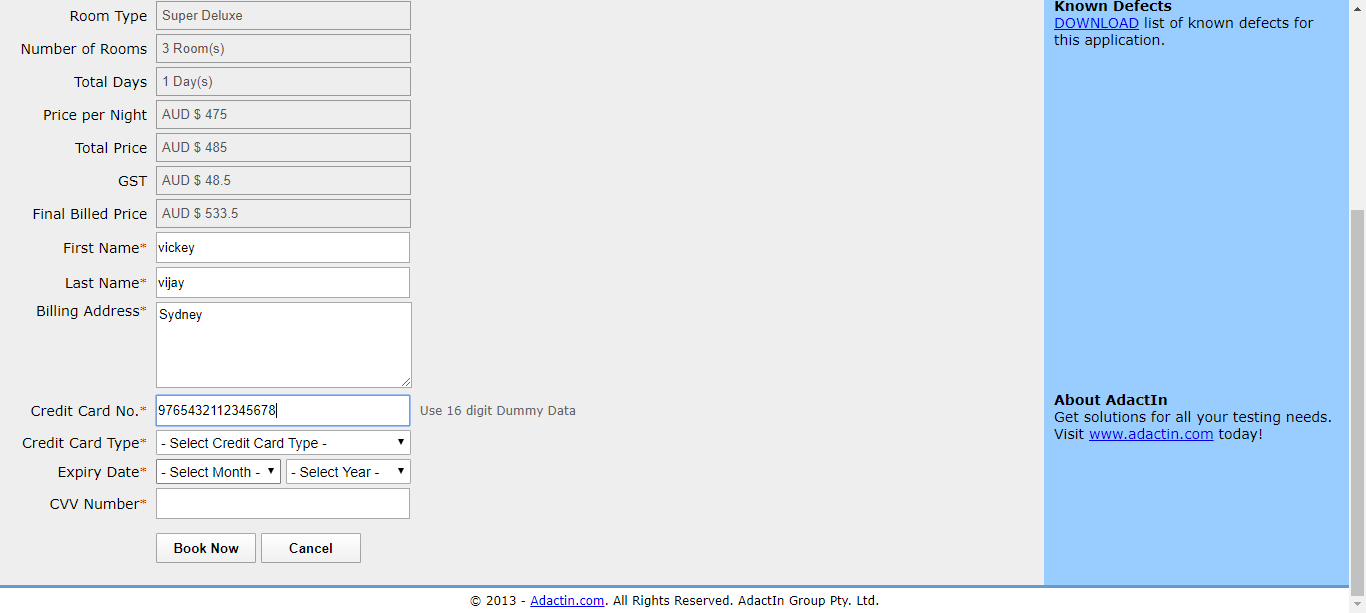 Room Type Super Deluxe
Number of Rooms 3 Room(s)
Total Days 1 Day(s)
Price per Night AUD $ 475
Total Price AUD $ 485
GST AUD $ 48.5
Final Billed Price AUD $ 533.5
First Name* vickey
Last Name* vijay
Billing Address* Sydney
Credit Card No.* 9765432112345678 Use 16 digit Dummy Data
Credit Card Type* - Select Credit Card Type -
Expiry Date* - Select Month - - Select Year -
CVV Number*
Book Now Cancel
Known Defects
DOWNLOAD list of known defects for
this application.
About AdactIn
Get solutions for all your testing needs.
Visit www.adactin.com today!
© 2013 - Adactin.com. All Rights Reserved. AdactIn Group Pty. Ltd.